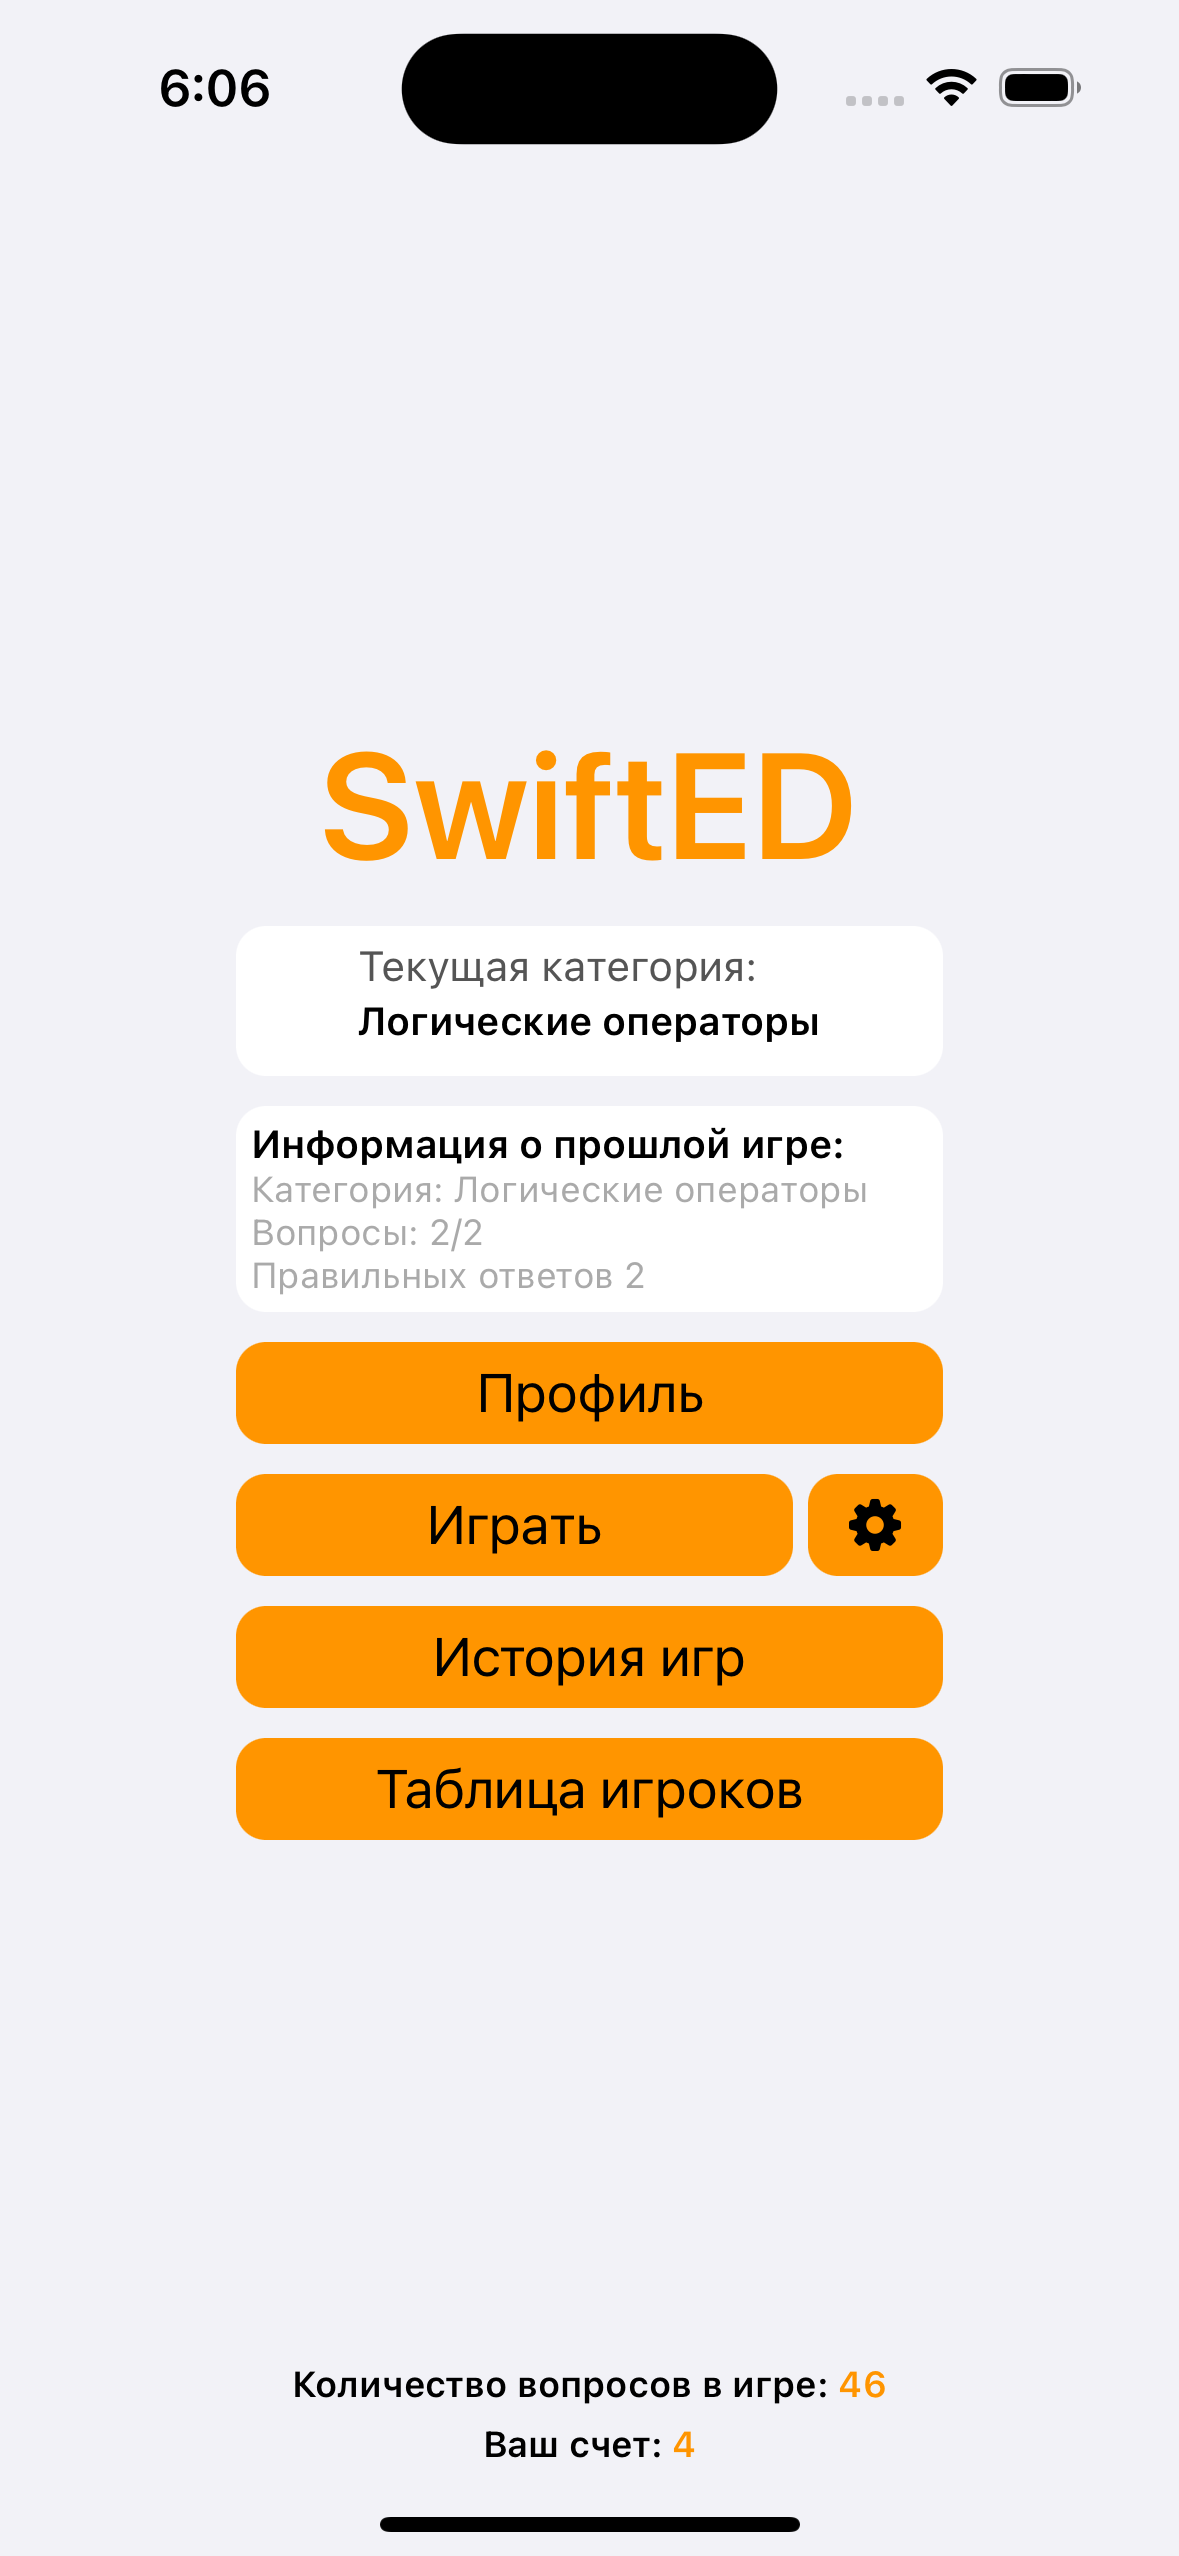 6:06
SwiftED
Текущая категория:
Логические операторы
Информация о прошлой игре:
Категория: Логические операторы
Вопросы: 2/2
Правильных ответов 2
Профиль
Играть
История игр
Таблица игроков
Количество вопросов в игре: 46
Ваш счет: 4